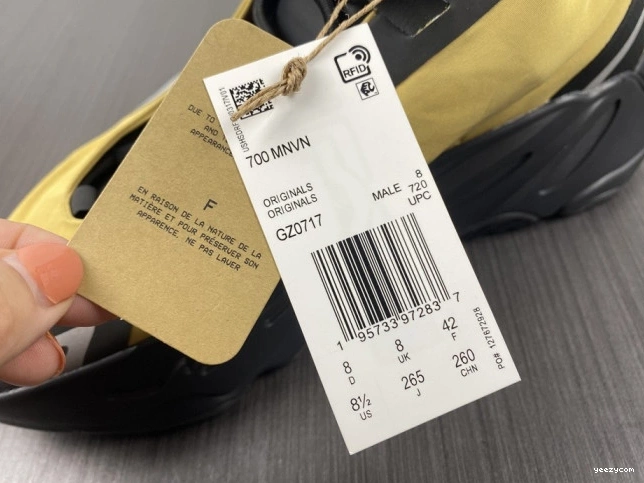 DUE TO
AND
APPEARANCE
F
EN RAISON DE LA NATURE DE LA
MATIÈRE ET POUR PRÉSERVER SON
APPARENCE, NE PAS LAVER
RFID
700 MNVN
ORIGINALS
ORIGINALS
MALE
8
720
UPC
GZ0717
1 95733 97283 7
8 D
8 UK
42 F
8½ US
265 J
260 CHN
PO# 127872928
yeezycom